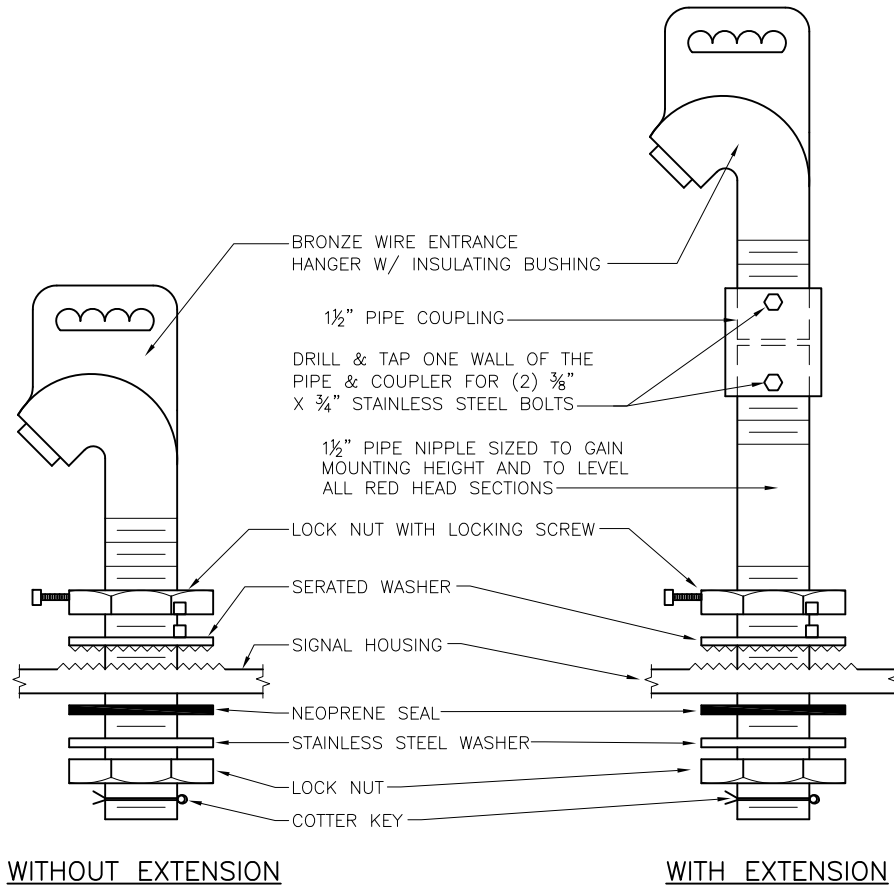 BRONZE WIRE ENTRANCE
HANGER W/ INSULATING BUSHING
1½" PIPE COUPLING
DRILL & TAP ONE WALL OF THE
PIPE & COUPLER FOR (2) ⅜"
X ¾" STAINLESS STEEL BOLTS
1½" PIPE NIPPLE SIZED TO GAIN
MOUNTING HEIGHT AND TO LEVEL
ALL RED HEAD SECTIONS
LOCK NUT WITH LOCKING SCREW
SERATED WASHER
SIGNAL HOUSING
NEOPRENE SEAL
STAINLESS STEEL WASHER
LOCK NUT
COTTER KEY
WITHOUT EXTENSION
WITH EXTENSION